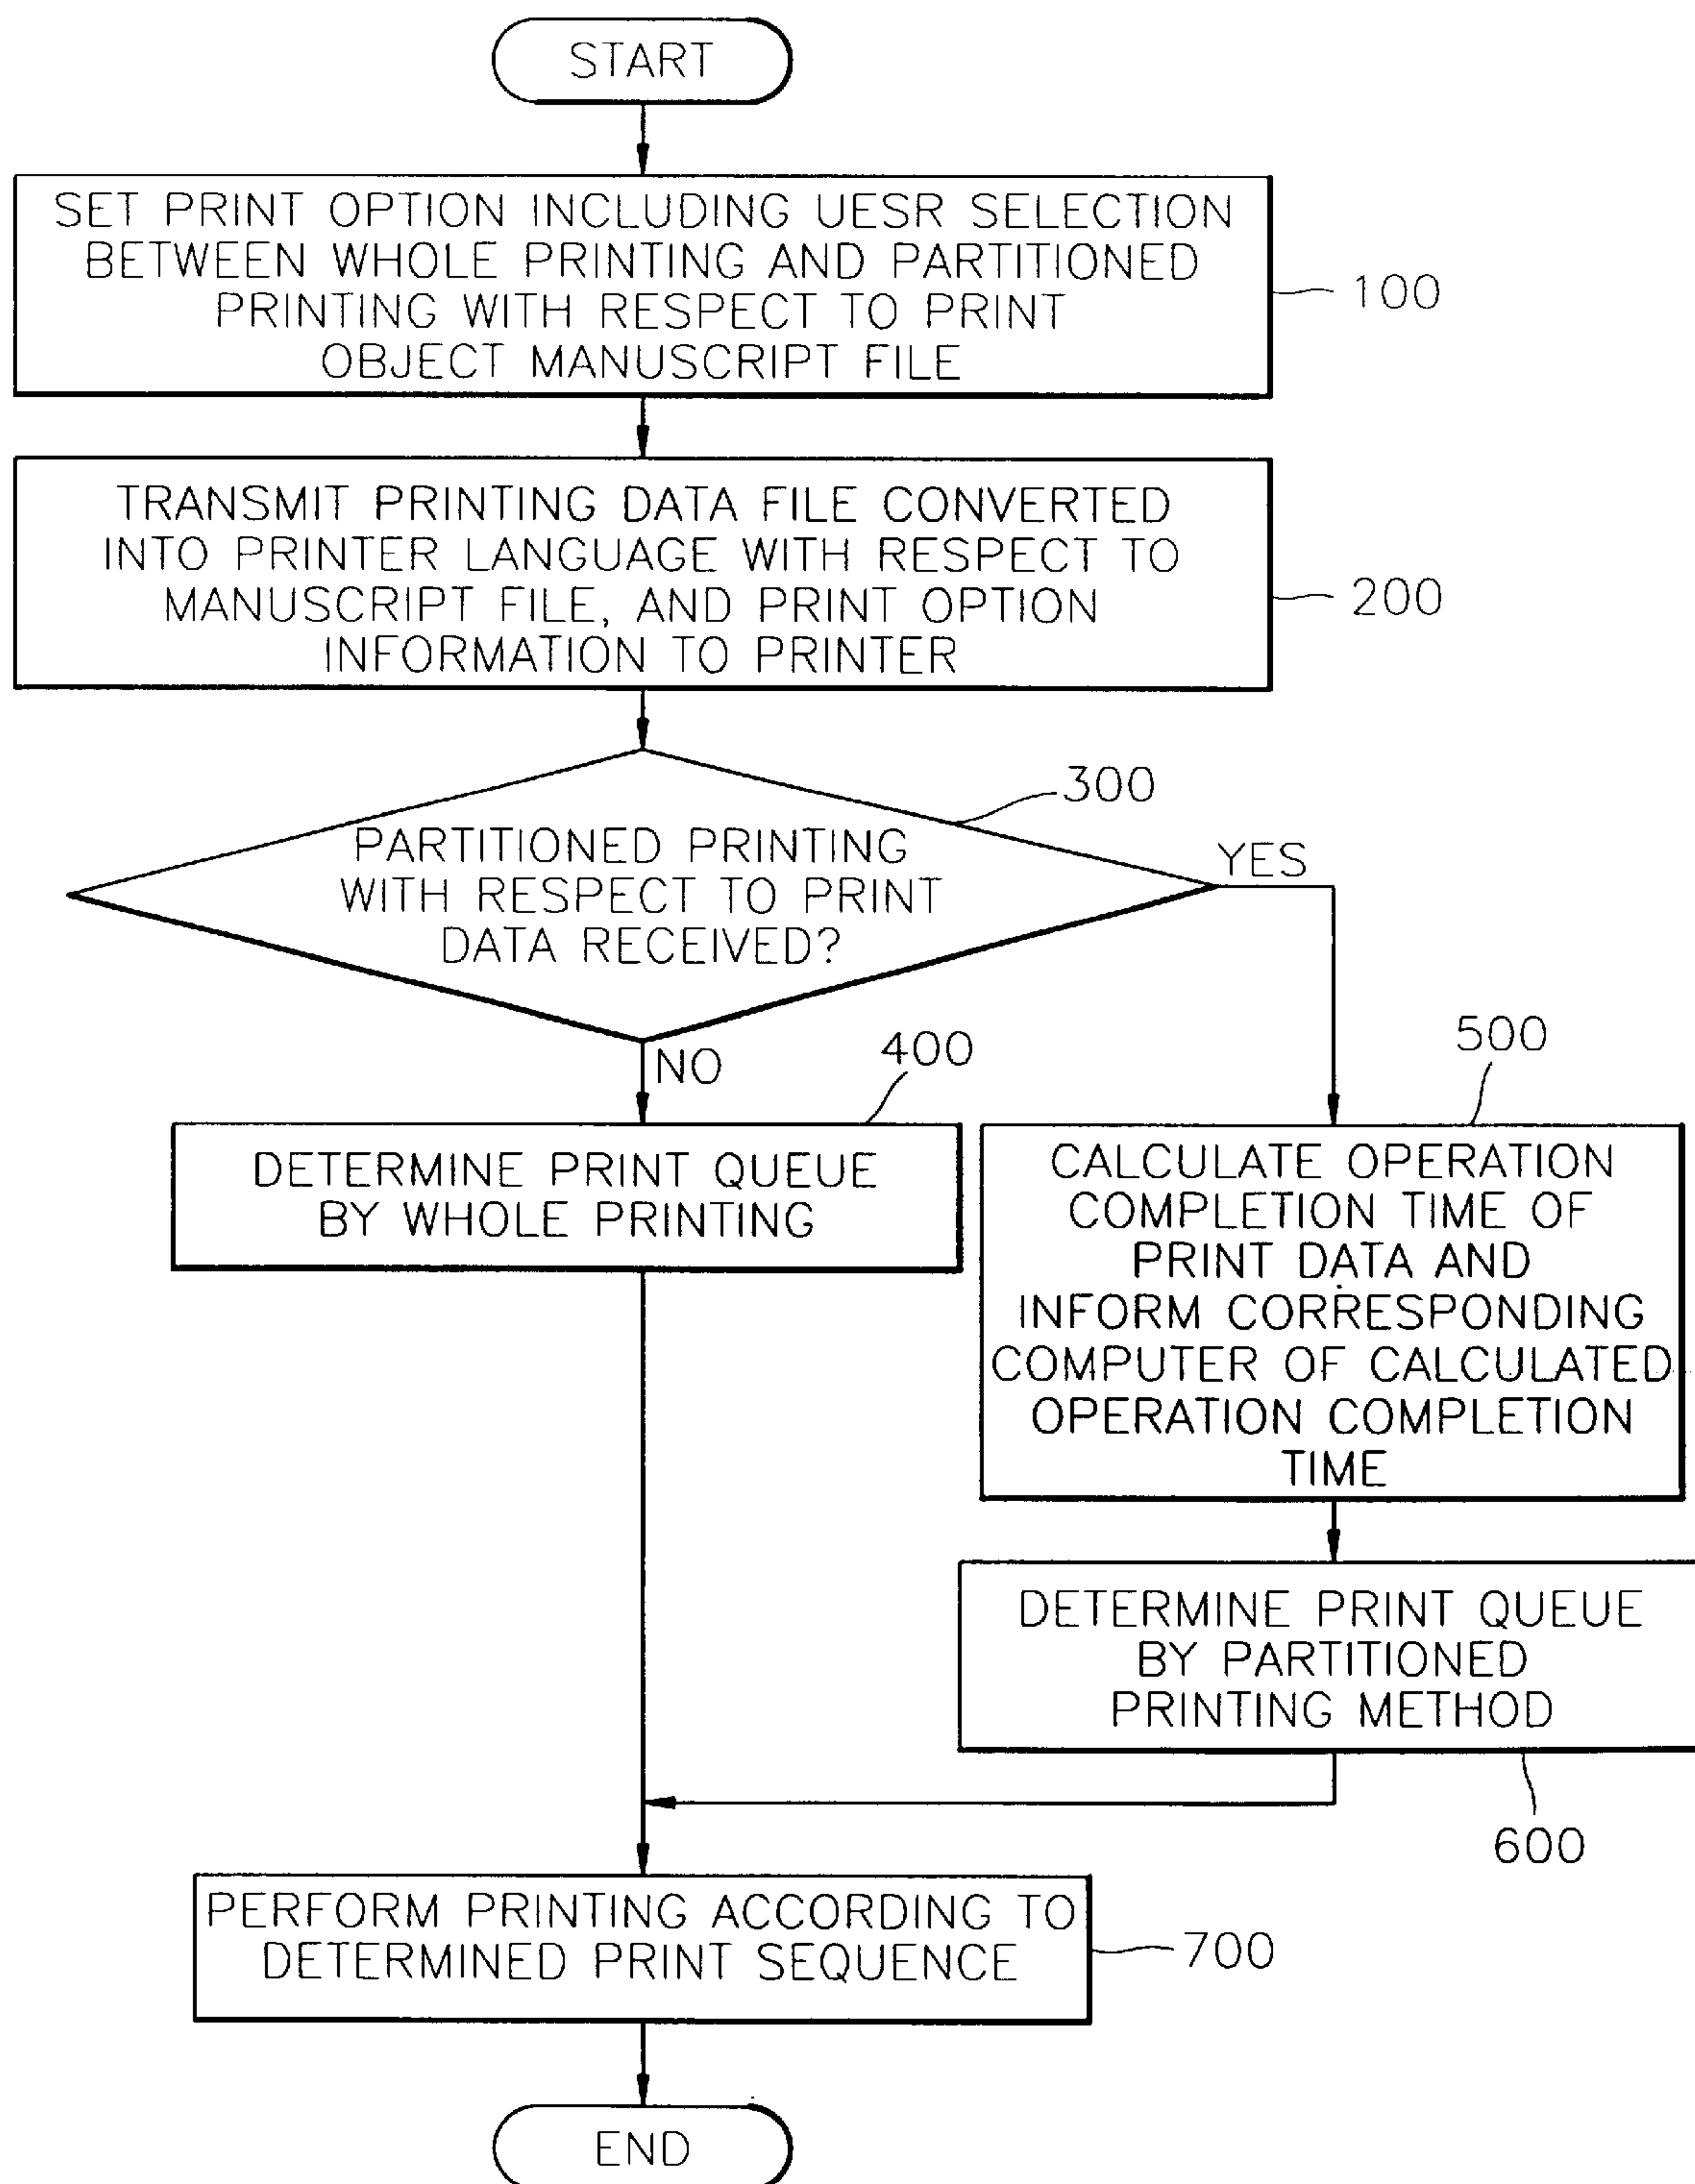 START
SET PRINT OPTION INCLUDING UESR SELECTION
BETWEEN WHOLE PRINTING AND PARTITIONED
PRINTING WITH RESPECT TO PRINT
OBJECT MANUSCRIPT FILE
100
TRANSMIT PRINTING DATA FILE CONVERTED
INTO PRINTER LANGUAGE WITH RESPECT TO
MANUSCRIPT FILE, AND PRINT OPTION
INFORMATION TO PRINTER
200
300
PARTITIONED PRINTING
WITH RESPECT TO PRINT
DATA RECEIVED?
YES
NO
400
DETERMINE PRINT QUEUE
BY WHOLE PRINTING
500
CALCULATE OPERATION
COMPLETION TIME OF
PRINT DATA AND
INFORM CORRESPONDING
COMPUTER OF CALCULATED
OPERATION COMPLETION
TIME
DETERMINE PRINT QUEUE
BY PARTITIONED
PRINTING METHOD
600
PERFORM PRINTING ACCORDING TO
DETERMINED PRINT SEQUENCE
700
END